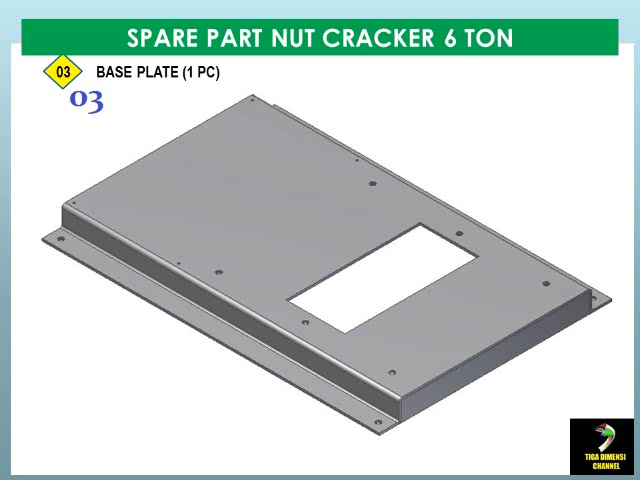 SPARE PART NUT CRACKER 6 TON
03 BASE PLATE (1 PC)
03
TIGA DIMENSI
CHANNEL